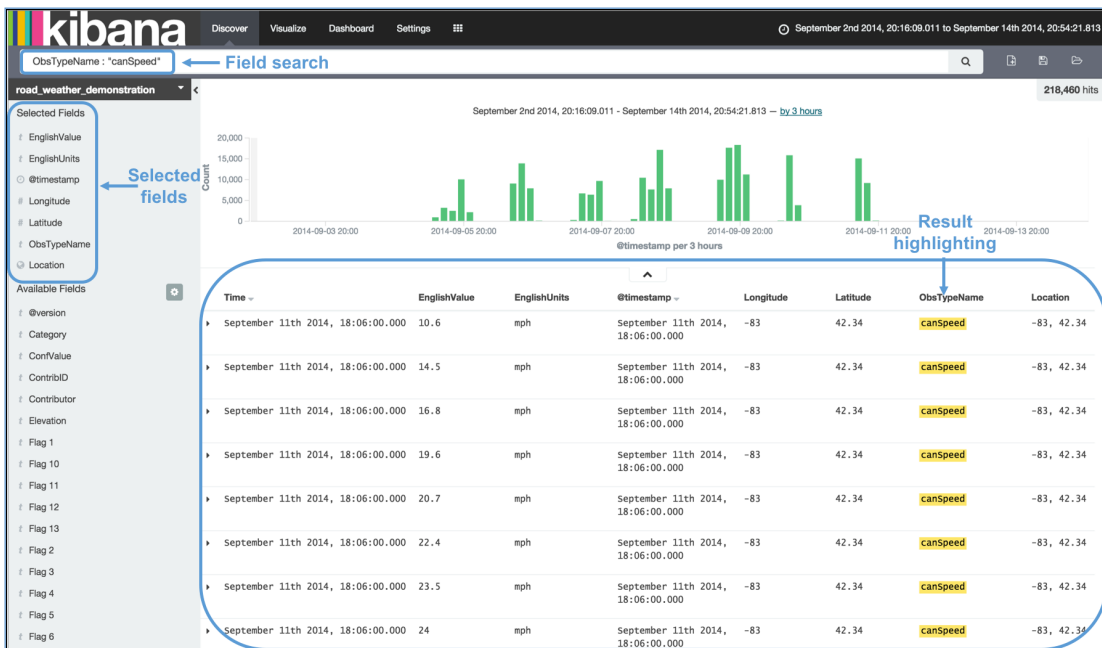 kibana
Discover Visualize Dashboard Settings
September 2nd 2014, 20:16:09.011 to September 14th 2014, 20:54:21.813
ObsTypeName : "canSpeed"
Field search
road_weather_demonstration
218,460 hits
Selected Fields
t EnglishValue
t EnglishUnits
@timestamp
# Longitude
# Latitude
t ObsTypeName
Location
Selected
fields
Available Fields
t @version
t Category
t ConfValue
t ContribID
t Contributor
t Elevation
t Flag 1
t Flag 10
t Flag 11
t Flag 12
t Flag 13
t Flag 2
t Flag 3
t Flag 4
t Flag 5
t Flag 6
September 2nd 2014, 20:16:09.011 - September 14th 2014, 20:54:21.813 — by 3 hours
20,000
15,000
10,000
5,000
0
Count
2014-09-03 20:00 2014-09-05 20:00 2014-09-07 20:00 2014-09-09 20:00 2014-09-11 20:00 2014-09-13 20:00
@timestamp per 3 hours
Result
highlighting
Time EnglishValue EnglishUnits @timestamp Longitude Latitude ObsTypeName Location
September 11th 2014, 18:06:00.000 10.6 mph September 11th 2014, -83 42.34 canSpeed -83, 42.34
18:06:00.000
September 11th 2014, 18:06:00.000 14.5 mph September 11th 2014, -83 42.34 canSpeed -83, 42.34
18:06:00.000
September 11th 2014, 18:06:00.000 16.8 mph September 11th 2014, -83 42.34 canSpeed -83, 42.34
18:06:00.000
September 11th 2014, 18:06:00.000 19.6 mph September 11th 2014, -83 42.34 canSpeed -83, 42.34
18:06:00.000
September 11th 2014, 18:06:00.000 20.7 mph September 11th 2014, -83 42.34 canSpeed -83, 42.34
18:06:00.000
September 11th 2014, 18:06:00.000 22.4 mph September 11th 2014, -83 42.34 canSpeed -83, 42.34
18:06:00.000
September 11th 2014, 18:06:00.000 23.5 mph September 11th 2014, -83 42.34 canSpeed -83, 42.34
18:06:00.000
September 11th 2014, 18:06:00.000 24 mph September 11th 2014, -83 42.34 canSpeed -83, 42.34
18:06:00.000